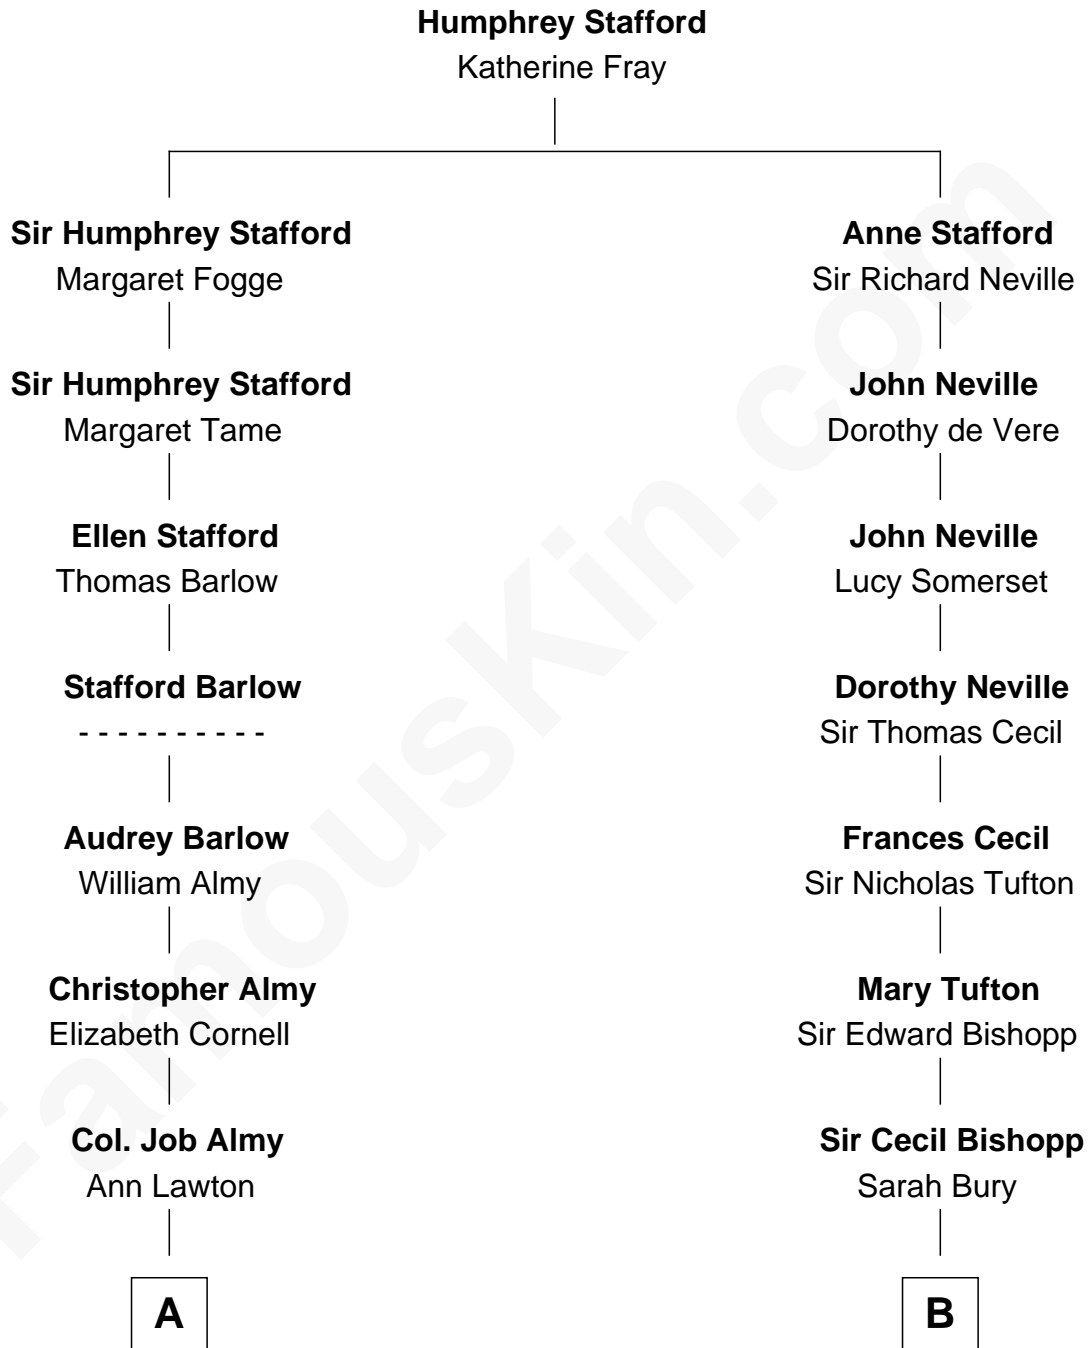 Humphrey Stafford
Katherine Fray
Sir Humphrey Stafford
Margaret Fogge
Anne Stafford
Sir Richard Neville
Sir Humphrey Stafford
Margaret Tame
John Neville
Dorothy de Vere
Ellen Stafford
Thomas Barlow
John Neville
Lucy Somerset
Stafford Barlow
- - - - - - - - - -
Dorothy Neville
Sir Thomas Cecil
Audrey Barlow
William Almy
Frances Cecil
Sir Nicholas Tufton
Christopher Almy
Elizabeth Cornell
Mary Tufton
Sir Edward Bishopp
Col. Job Almy
Ann Lawton
Sir Cecil Bishopp
Sarah Bury
A
B
FamousKin.com